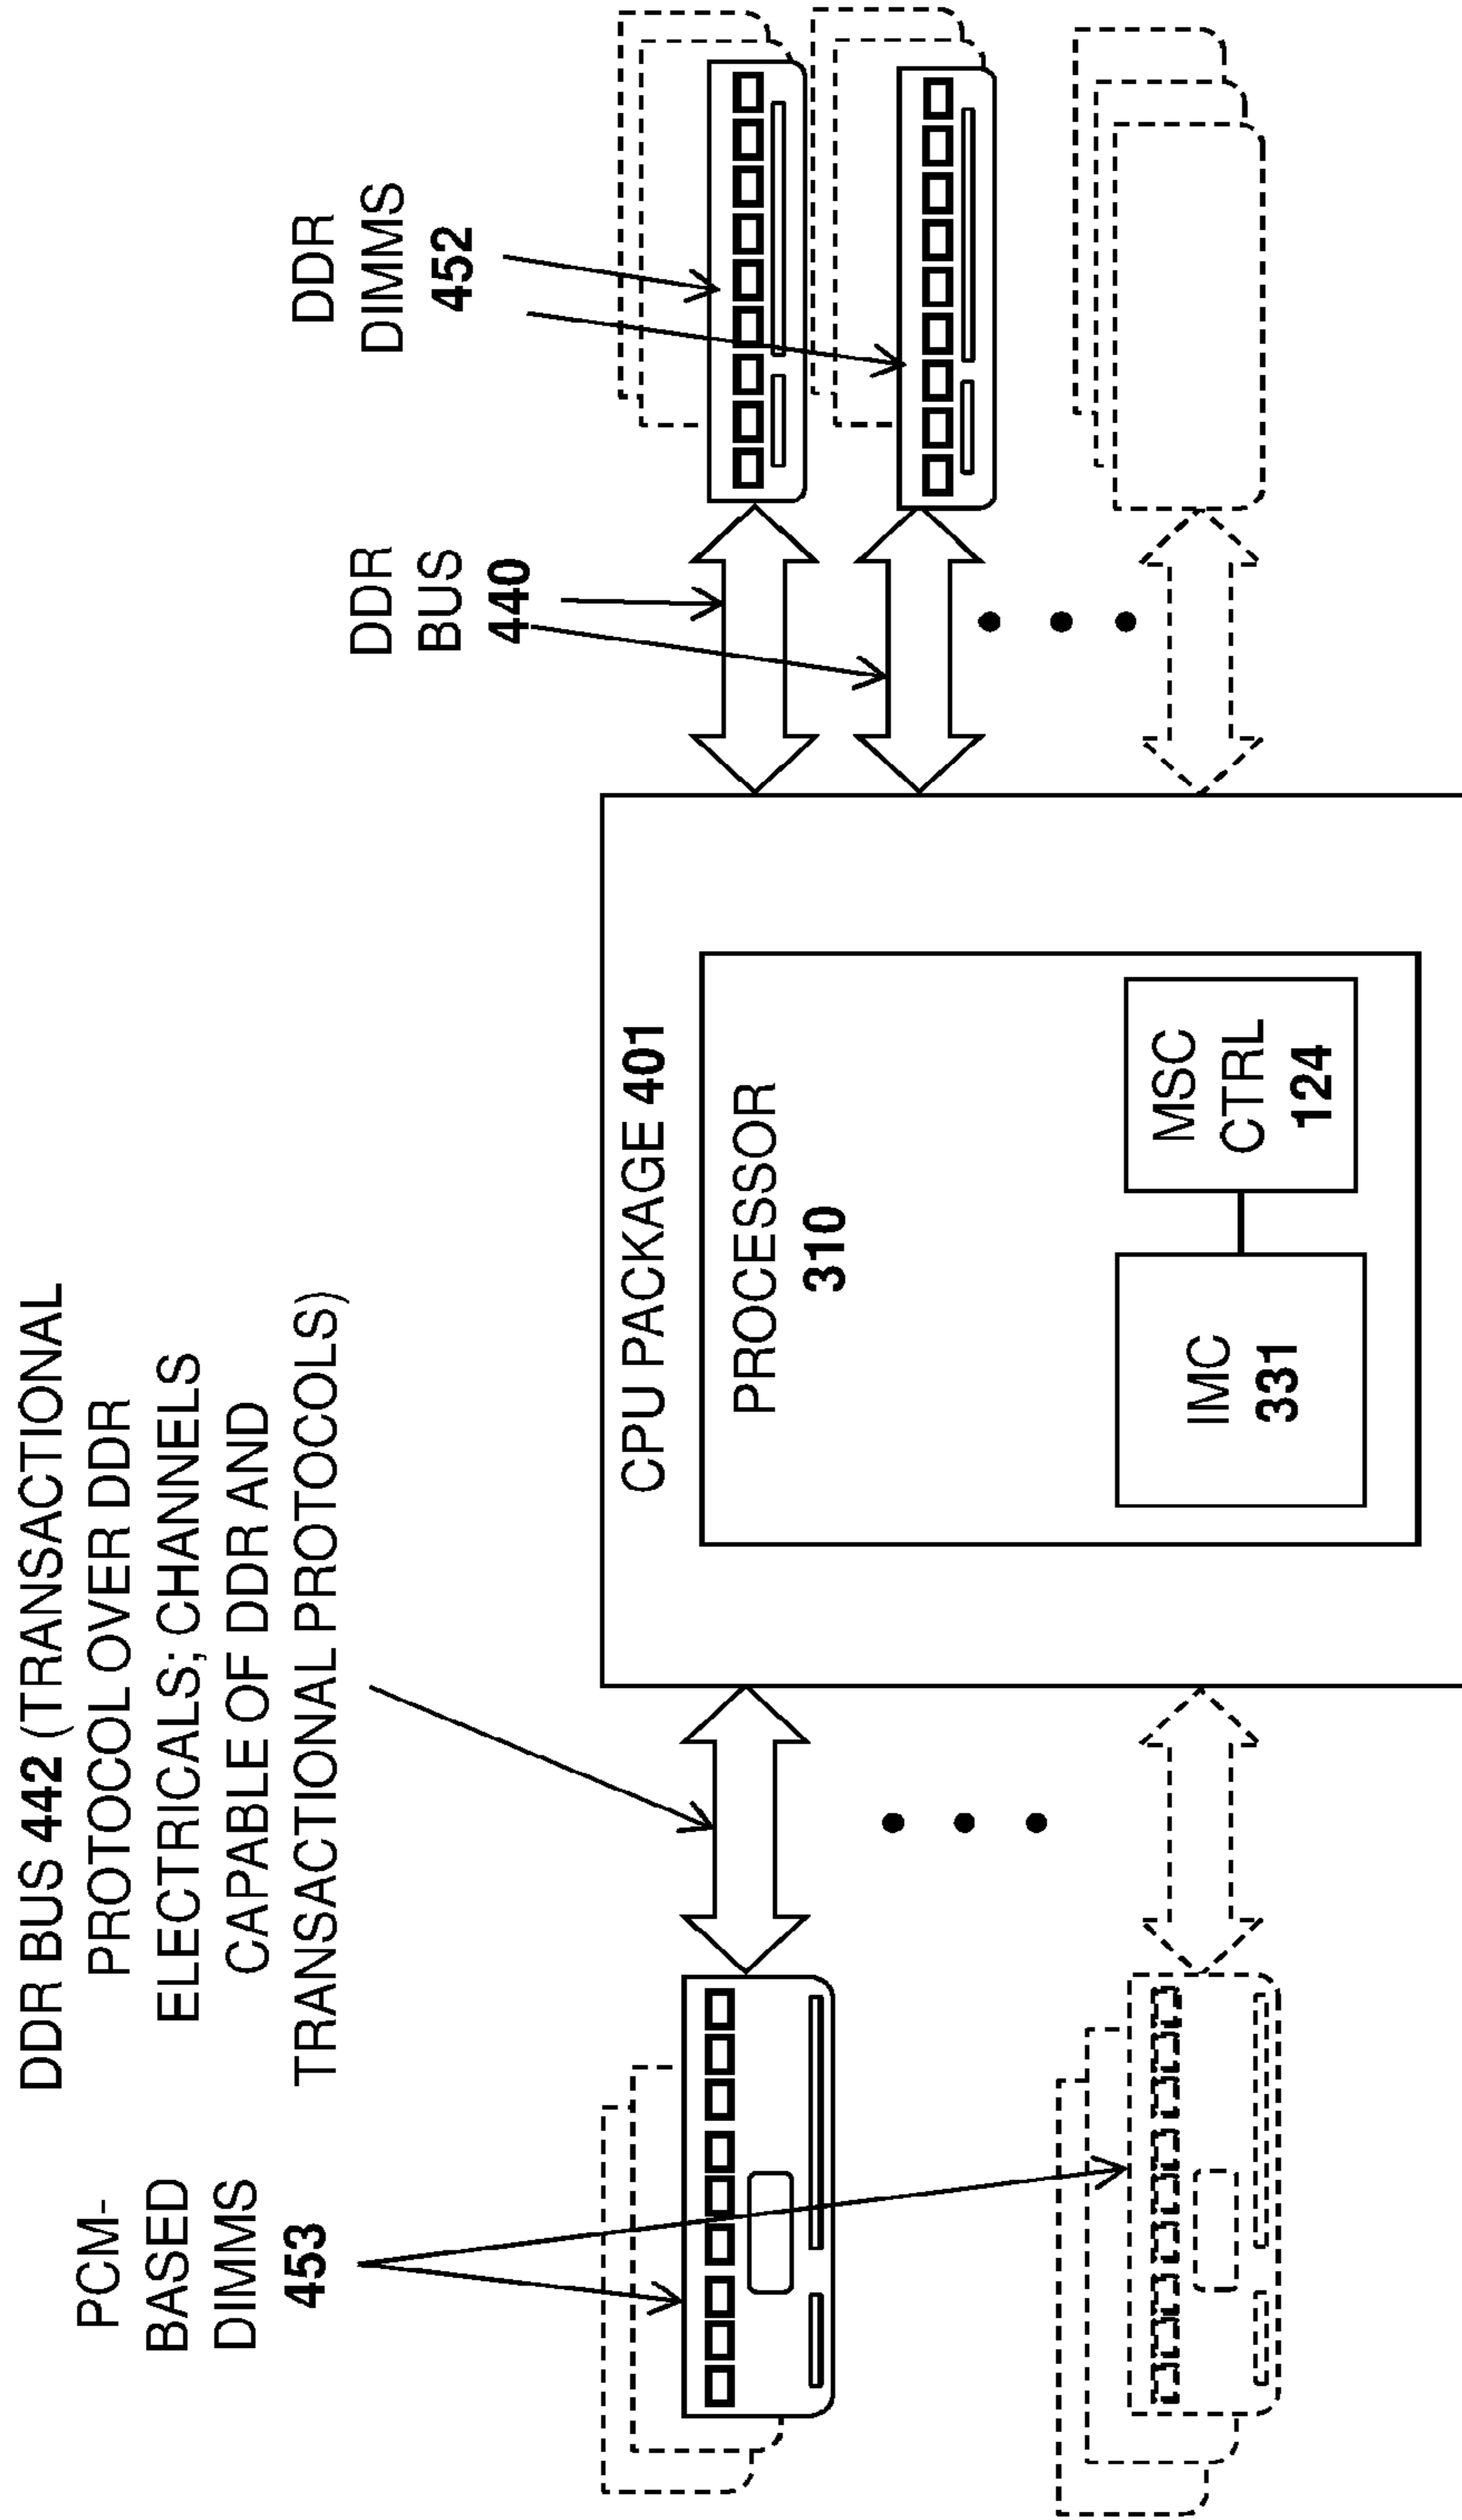 DDR BUS 442 (TRANSACTIONAL
PROTOCOL OVER DDR
ELECTRICALS; CHANNELS
CAPABLE OF DDR AND
TRANSACTIONAL PROTOCOLS)
PCM-
BASED
DIMMS
453
DDR
BUS
440
DDR
DIMMS
452
CPU PACKAGE 401
PROCESSOR
310
IMC
331
MSC
CTRL
124